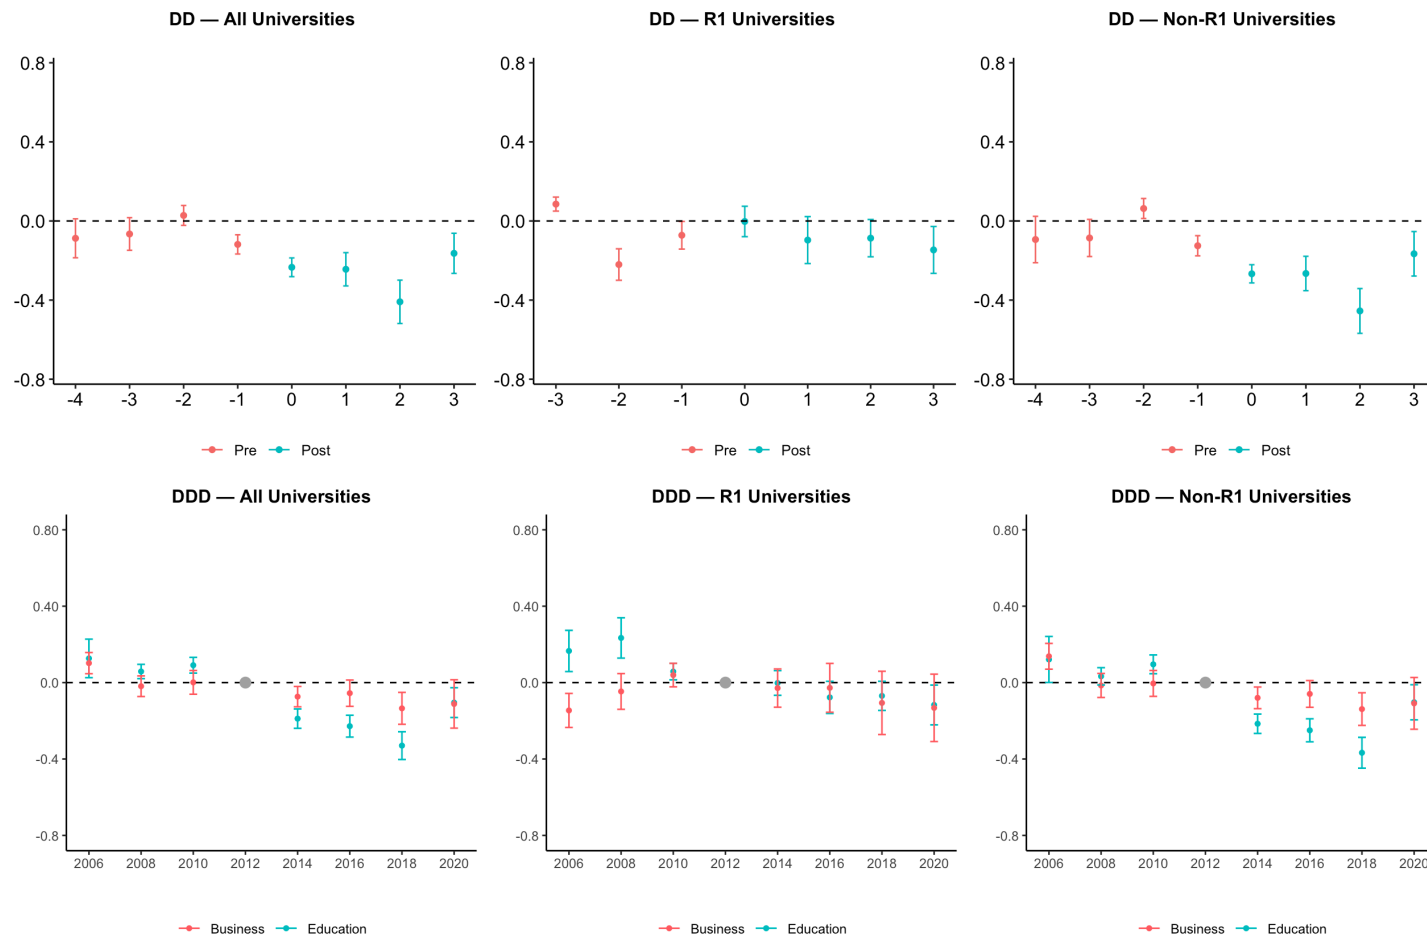 DD — All Universities
0.8
0.4
0.0
-0.4
-0.8
-4 -3 -2 -1 0 1 2 3
Pre Post
DD — R1 Universities
0.8
0.4
0.0
-0.4
-0.8
-3 -2 -1 0 1 2 3
Pre Post
DD — Non-R1 Universities
0.8
0.4
0.0
-0.4
-0.8
-4 -3 -2 -1 0 1 2 3
Pre Post
DDD — All Universities
0.80
0.40
0.0
-0.4
-0.8
2006 2008 2010 2012 2014 2016 2018 2020
Business Education
DDD — R1 Universities
0.80
0.40
0.0
-0.4
-0.8
2006 2008 2010 2012 2014 2016 2018 2020
Business Education
DDD — Non-R1 Universities
0.80
0.40
0.0
-0.4
-0.8
2006 2008 2010 2012 2014 2016 2018 2020
Business Education